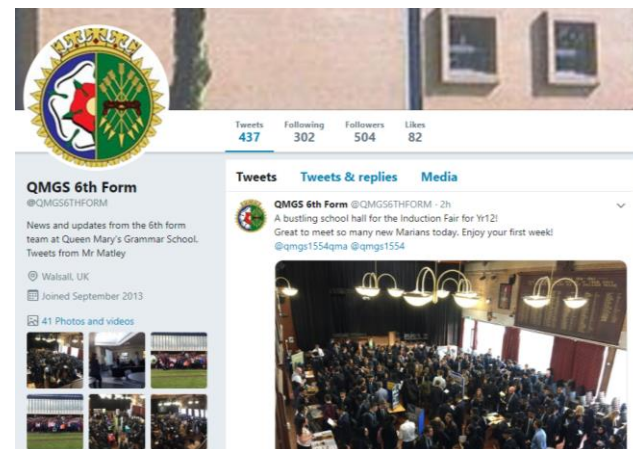 Tweets Following Followers Likes
437 302 504 82
QMGS 6th Form
@QMGS6THFORM
News and updates from the 6th form
team at Queen Mary's Grammar School.
Tweets from Mr Matley
Walsall, UK
Joined September 2013
41 Photos and videos
Tweets Tweets & replies Media
QMGS 6th Form @QMGS6THFORM · 2h
A bustling school hall for the Induction Fair for Yr12!
Great to meet so many new Marians today. Enjoy your first week!
@qmgs1554qma @qmgs1554